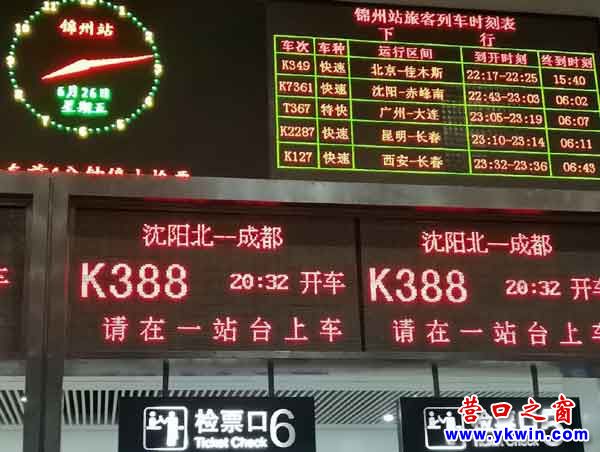 锦州站
6月26日
星期五
锦州站旅客列车时刻表
下 行
车次 车种 运行区间 到开时刻 终到时刻
K349 快速 北京-佳木斯 22:17-22:25 15:40
K7361 快速 沈阳-赤峰南 22:43-23:03 06:02
T367 特快 广州-大连 23:05-23:19 06:07
K2287 快速 昆明-长春 23:10-23:14 06:11
K127 快速 西安-长春 23:32-23:36 06:43
沈阳北--成都
K388 20:32 开车
请在一站台上车
沈阳北--成都
K388 20:32 开车
请在一站台上车
检票口 6
Ticket Check
营口之窗
www.ykwin.com